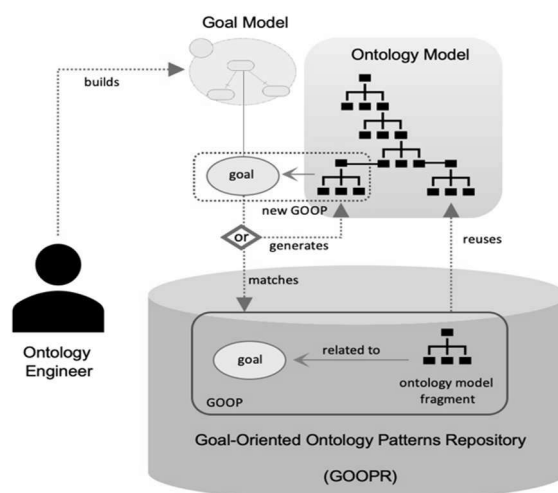 Goal Model
builds
Ontology Model
goal
new GOOP
or
generates
reuses
matches
Ontology
Engineer
goal
related to
ontology model
fragment
GOOP
Goal-Oriented Ontology Patterns Repository
(GOOPR)